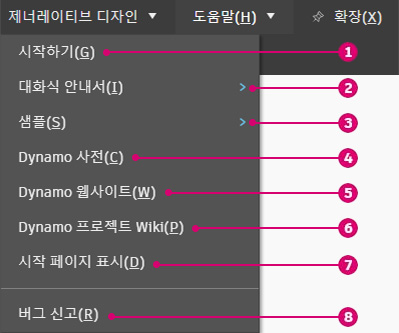 제너레이티브 디자인 도움말(H) 확장(X)
시작하기(G) 1
대화식 안내서(I) 2
샘플(S) 3
Dynamo 사전(C) 4
Dynamo 웹사이트(W) 5
Dynamo 프로젝트 Wiki(P) 6
시작 페이지 표시(D) 7
버그 신고(R) 8